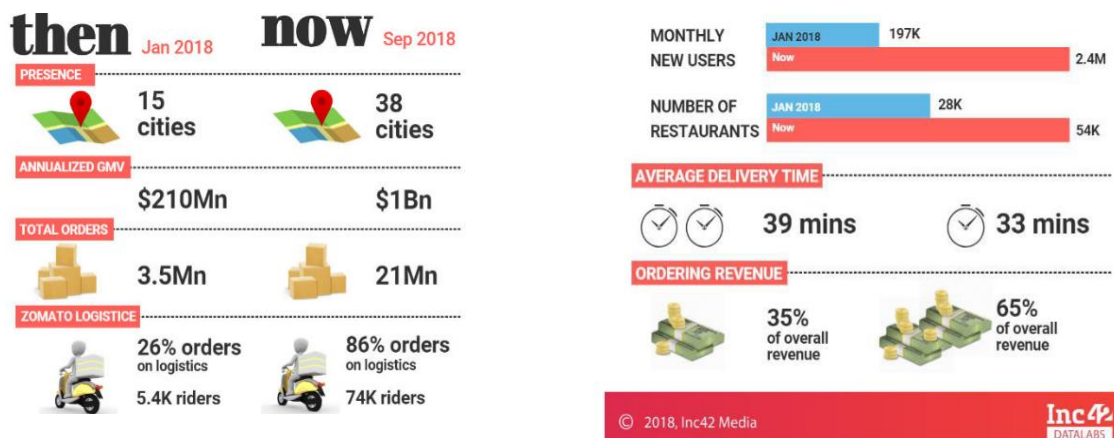 then Jan 2018 now Sep 2018
PRESENCE
15
cities
38
cities
ANNUALIZED GMV
$210Mn $1Bn
TOTAL ORDERS
3.5Mn 21Mn
ZOMATO LOGISTICE
26% orders
on logistics
5.4K riders
86% orders
on logistics
74K riders
MONTHLY
NEW USERS
JAN 2018 197K
Now 2.4M
NUMBER OF
RESTAURANTS
JAN 2018 28K
Now 54K
AVERAGE DELIVERY TIME
39 mins 33 mins
ORDERING REVENUE
35%
of overall
revenue
65%
of overall
revenue
© 2018, Inc42 Media
Inc42
DATALABS